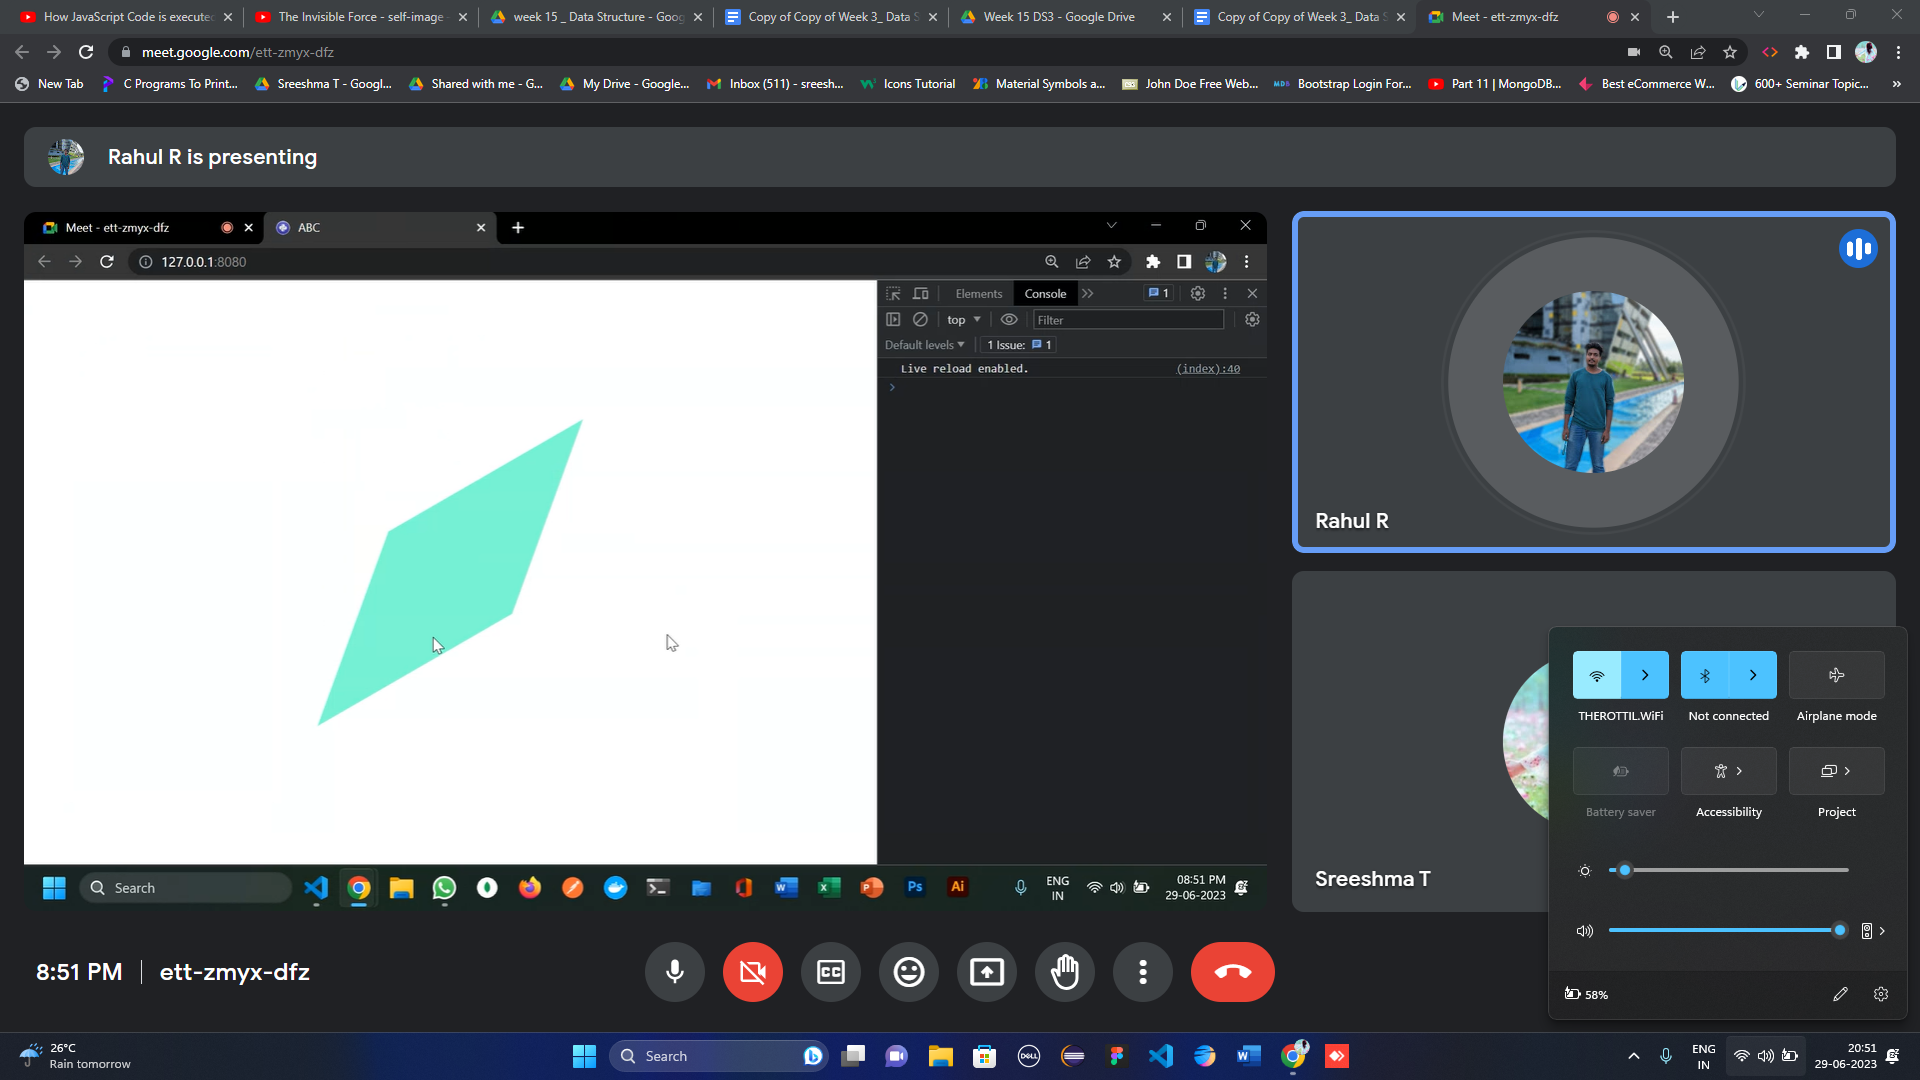 How JavaScript Code is execute
The Invisible Force - self-image
week 15 _ Data Structure - Goog
Copy of Copy of Week 3_ Data S
Week 15 DS3 - Google Drive
Copy of Copy of Week 3_ Data S
Meet - ett-zmyx-dfz
meet.google.com/ett-zmyx-dfz
New Tab
C Programs To Print...
Sreeshma T - Googl...
Shared with me - G...
My Drive - Google...
Inbox (511) - sreesh...
Icons Tutorial
Material Symbols a...
John Doe Free Web...
Bootstrap Login For...
Part 11 | MongoDB...
Best eCommerce W...
600+ Seminar Topic...
Rahul R is presenting
Meet - ett-zmyx-dfz
ABC
127.0.0.1:8080
Elements
Console
1
top
Filter
Default levels
1 Issue: 1
Live reload enabled.
(index):40
Rahul R
Sreeshma T
THEROTTIL.WiFi
Not connected
Airplane mode
Battery saver
Accessibility
Project
58%
Search
Ps
Ai
ENG
IN
08:51 PM
29-06-2023
8:51 PM
ett-zmyx-dfz
CC
26°C
Rain tomorrow
Search
DELL
ENG
IN
20:51
29-06-2023